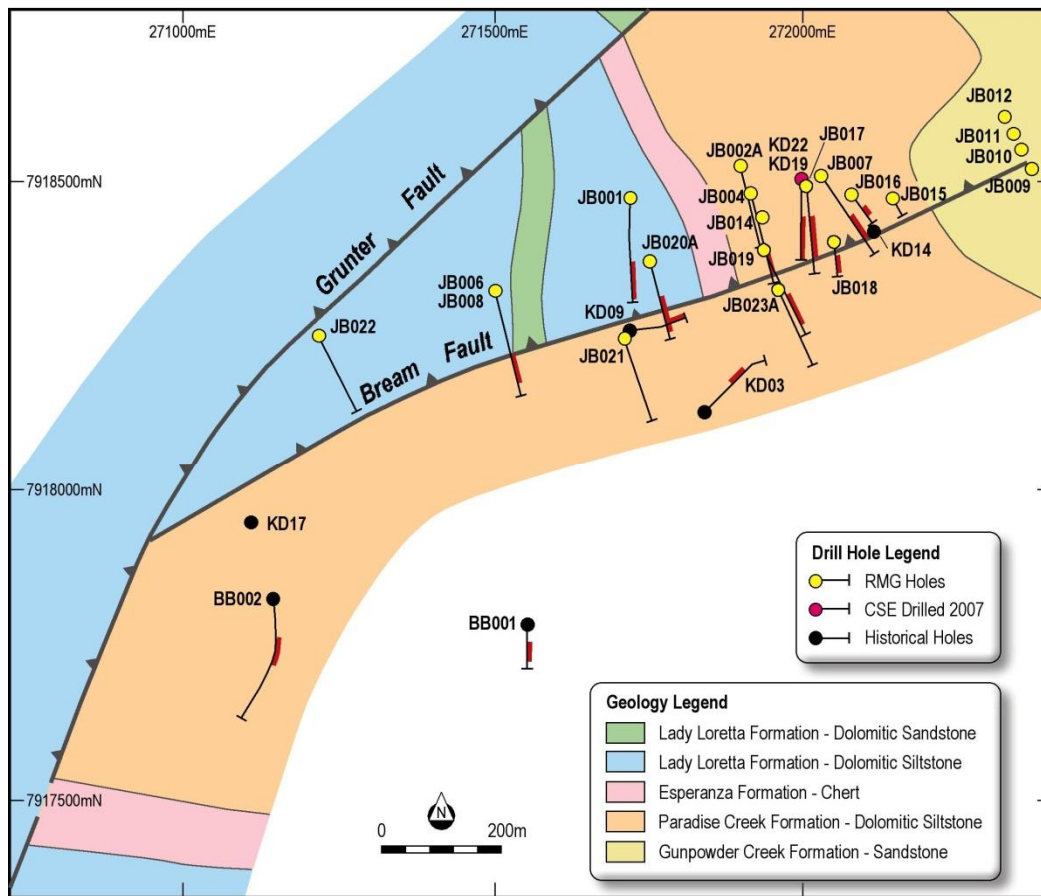 271000mE
271500mE
272000mE
JB012
JB011
JB010
JB009
JB017
KD22
KD19
JB007
JB002A
JB016
JB015
7918500mN
JB004
JB001
JB014
KD14
JB020A
JB019
JB018
Grunter
Fault
JB006
JB008
JB023A
KD09
JB022
JB021
Bream
Fault
KD03
7918000mN
KD17
Drill Hole Legend
RMG Holes
CSE Drilled 2007
Historical Holes
BB002
BB001
Geology Legend
Lady Loretta Formation - Dolomitic Sandstone
Lady Loretta Formation - Dolomitic Siltstone
Esperanza Formation - Chert
Paradise Creek Formation - Dolomitic Siltstone
Gunpowder Creek Formation - Sandstone
7917500mN
N
0
200m